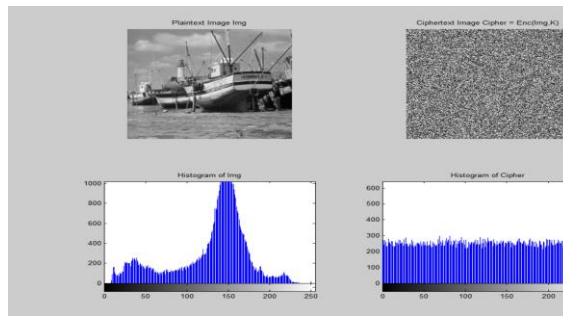 Plaintext Image Img
Ciphertext Image Cipher = Enc(Img,K)
Histogram of Img
Histogram of Cipher
1000
800
600
400
200
0
0 50 100 150 200 250
600
500
400
300
200
100
0
0 50 100 150 200